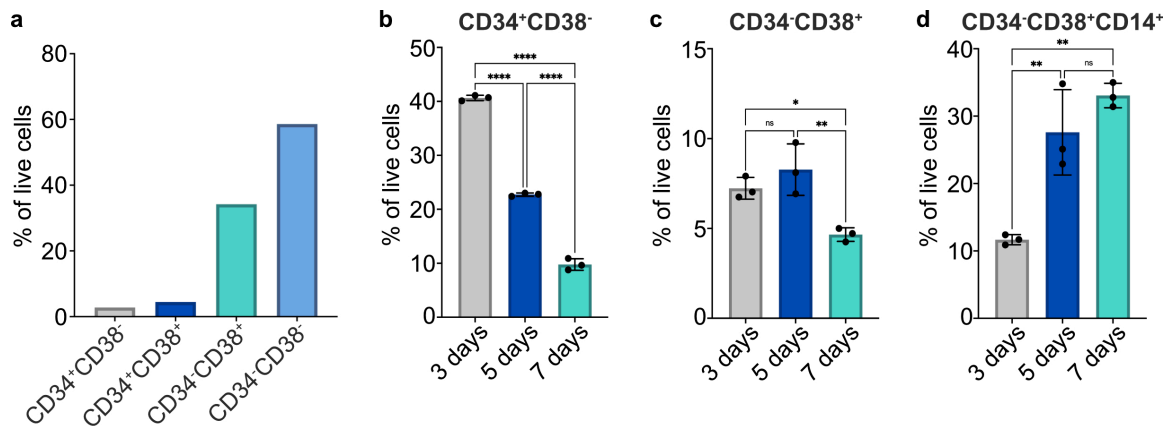 a
% of live cells
80
60
40
20
0
CD34⁺CD38⁻
CD34⁺CD38⁺
CD34⁻CD38⁺
CD34⁻CD38⁻
b
CD34⁺CD38⁻
% of live cells
50
40
30
20
10
0
****
**** ****
3 days
5 days
7 days
c
CD34⁻CD38⁺
% of live cells
15
10
5
0
*
ns **
3 days
5 days
7 days
d
CD34⁻CD38⁺CD14⁺
% of live cells
40
30
20
10
0
**
** ns
3 days
5 days
7 days